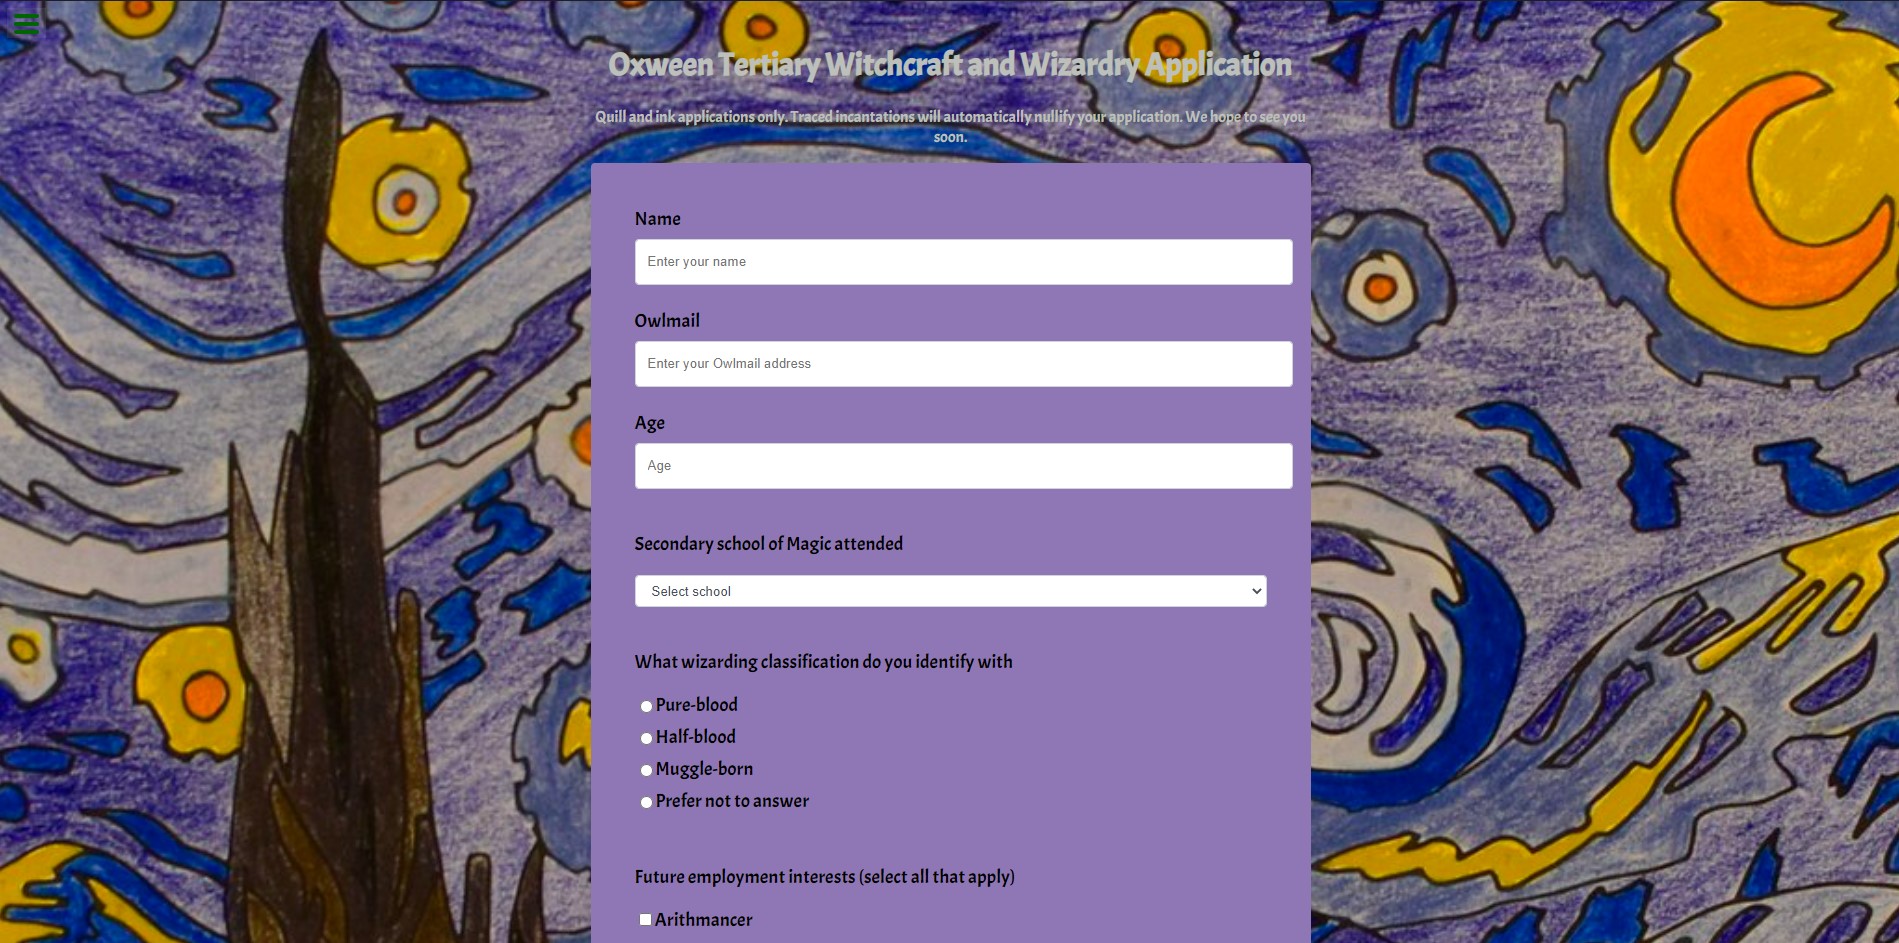 Oxween Tertiary Witchcraft and Wizardry Application
Quill and ink applications only. Traced incantations will automatically nullify your application. We hope to see you
soon.
Name
Enter your name
Owlmail
Enter your Owlmail address
Age
Age
Secondary school of Magic attended
Select school
What wizarding classification do you identify with
Pure-blood
Half-blood
Muggle-born
Prefer not to answer
Future employment interests (select all that apply)
Arithmancer